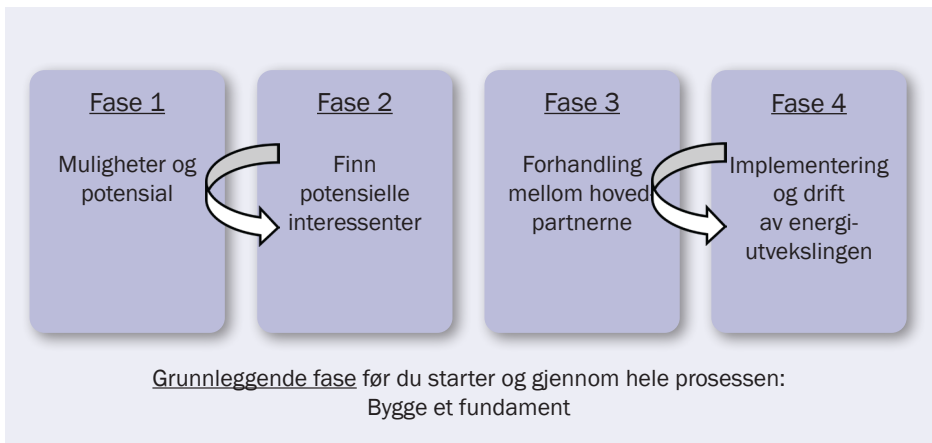 Fase 1
Muligheter og
potensial
Fase 2
Finn
potensielle
interessenter
Fase 3
Forhandling
mellom hoved
partnerne
Fase 4
Implementering
og drift
av energi-
utvekslingen
Grunnleggende fase før du starter og gjennom hele prosessen:
Bygge et fundament